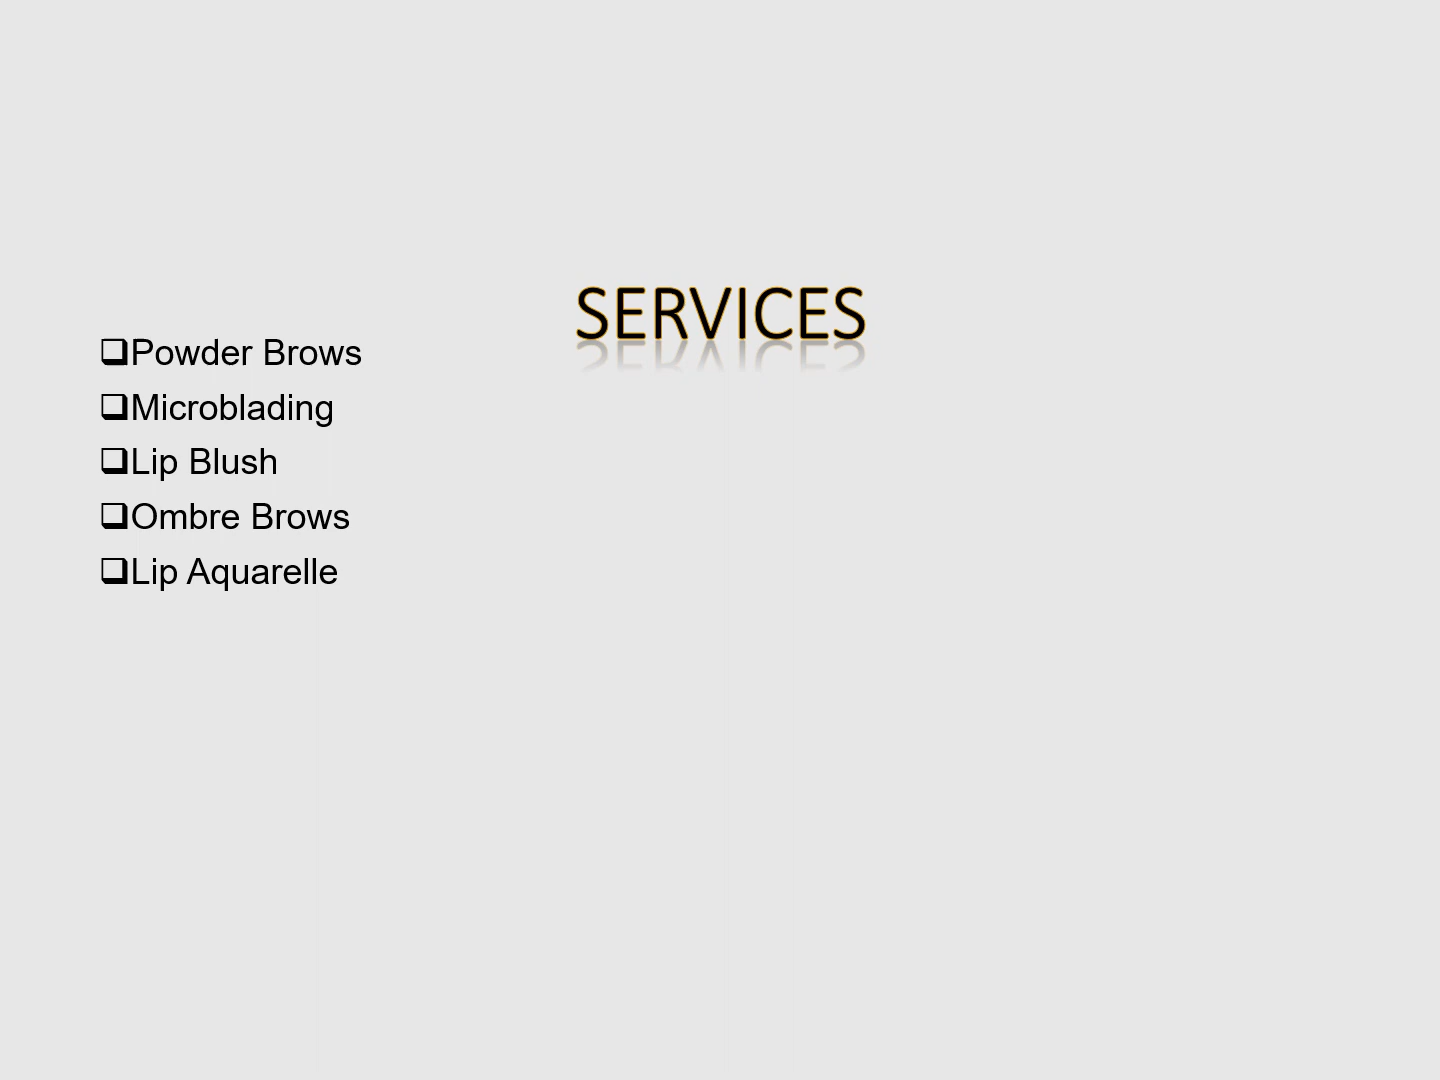 SERVICES
❑Powder Brows
❑Microblading
❑Lip Blush
❑Ombre Brows
❑Lip Aquarelle